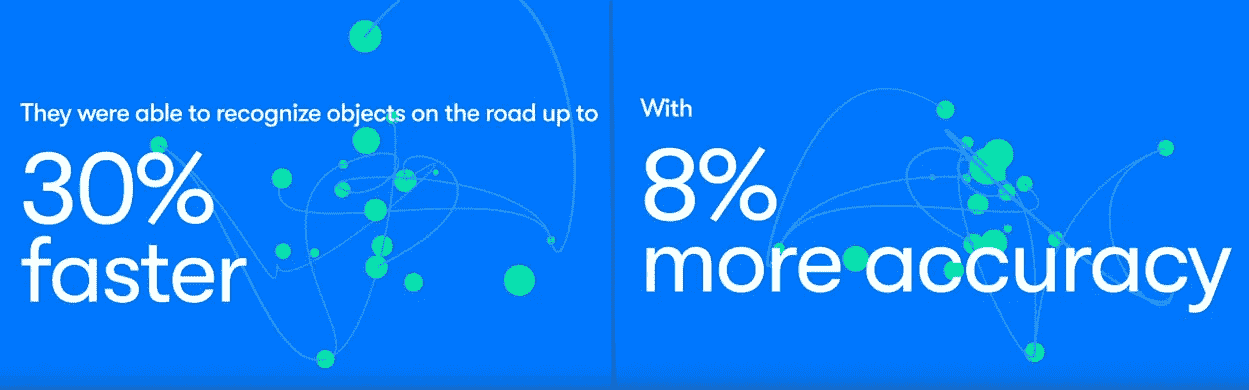 They were able to recognize objects on the road up to
30%
faster
With
8%
more accuracy